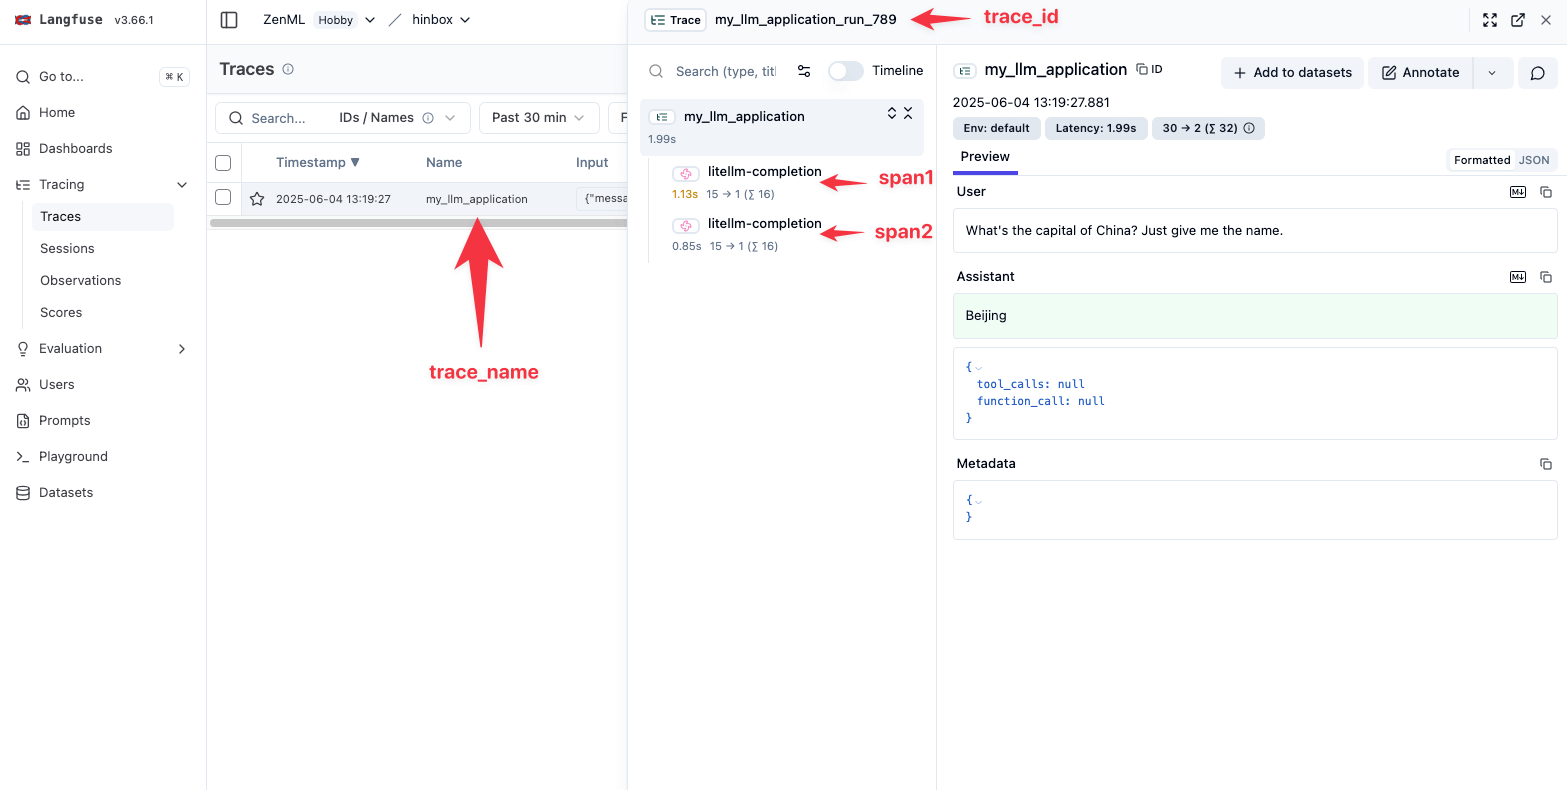 Langfuse v3.66.1
Go to... ⌘ K
Home
Dashboards
Tracing
Traces
Sessions
Observations
Scores
Evaluation
Users
Prompts
Playground
Datasets
ZenML Hobby / hinbox
Traces
Search... IDs / Names
Past 30 min
F
Timestamp ▼ Name Input
2025-06-04 13:19:27 my_llm_application {"messa
trace_name
Trace my_llm_application_run_789 trace_id
Search (type, titl Timeline
my_llm_application
1.99s
litellm-completion span1
1.13s 15 → 1 (∑ 16)
litellm-completion span2
0.85s 15 → 1 (∑ 16)
my_llm_application ID
+ Add to datasets
Annotate
2025-06-04 13:19:27.881
Env: default Latency: 1.99s 30 → 2 (∑ 32)
Preview Formatted JSON
User
What's the capital of China? Just give me the name.
Assistant
Beijing
{
tool_calls: null
function_call: null
}
Metadata
{
}